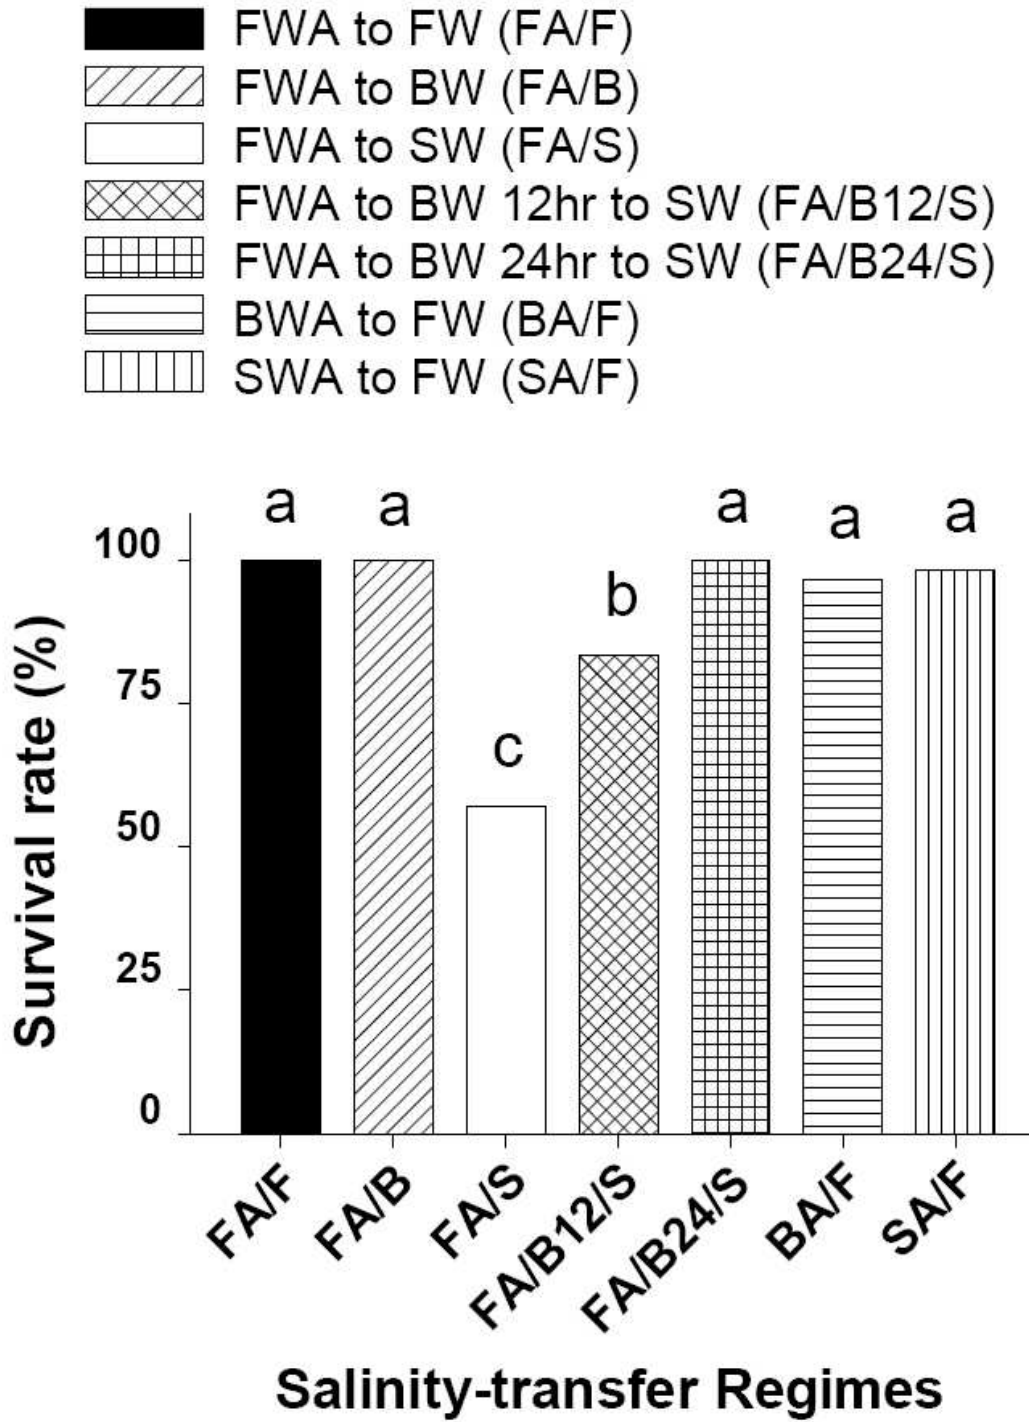 FWA to FW (FA/F)
FWA to BW (FA/B)
FWA to SW (FA/S)
FWA to BW 12hr to SW (FA/B12/S)
FWA to BW 24hr to SW (FA/B24/S)
BWA to FW (BA/F)
SWA to FW (SA/F)
a a a a a
b
c
100
75
50
25
0
Survival rate (%)
FA/F FA/B FA/S FA/B12/S FA/B24/S BA/F SA/F
Salinity-transfer Regimes